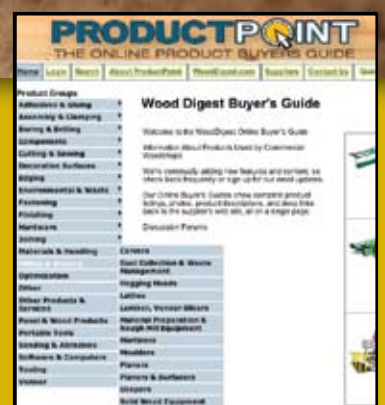 PRODUCTPOINT
THE ONLINE PRODUCT BUYERS GUIDE
Home Login Search About ProductPoint WoodDigest.com Suppliers Contact Us
Product Groups
Adhesives & Gluing
Assembly & Clamping
Boring & Drilling
Components
Cutting & Sawing
Decorative Surfaces
Edging
Environmental & Waste
Fastening
Finishing
Hardware
Joining
Materials & Handling
Optimization
Other
Other Products & Services
Panel & Wood Products
Portable Tools
Sanding & Abrasives
Software & Computers
Tooling
Veneer
Wood Digest Buyer's Guide
Welcome to the WoodDigest Online Buyer's Guide
Information About Products Used by Commercial
Woodshops
We're continually adding new features and content, so
check back frequently or sign up for our email updates.
Our Online Buyer's Guides show complete product
listings, photos, product descriptions, and deep links
back to the supplier's web site, all on a single page.
Discussion Forums
Carvers
Dust Collection & Waste
Management
Hogging Heads
Lathes
Lumber, Veneer Slicers
Material Preparation &
Rough Mill Equipment
Mortisers
Moulders
Planers
Planers & Surfacers
Shapers
Solid Wood Equipment